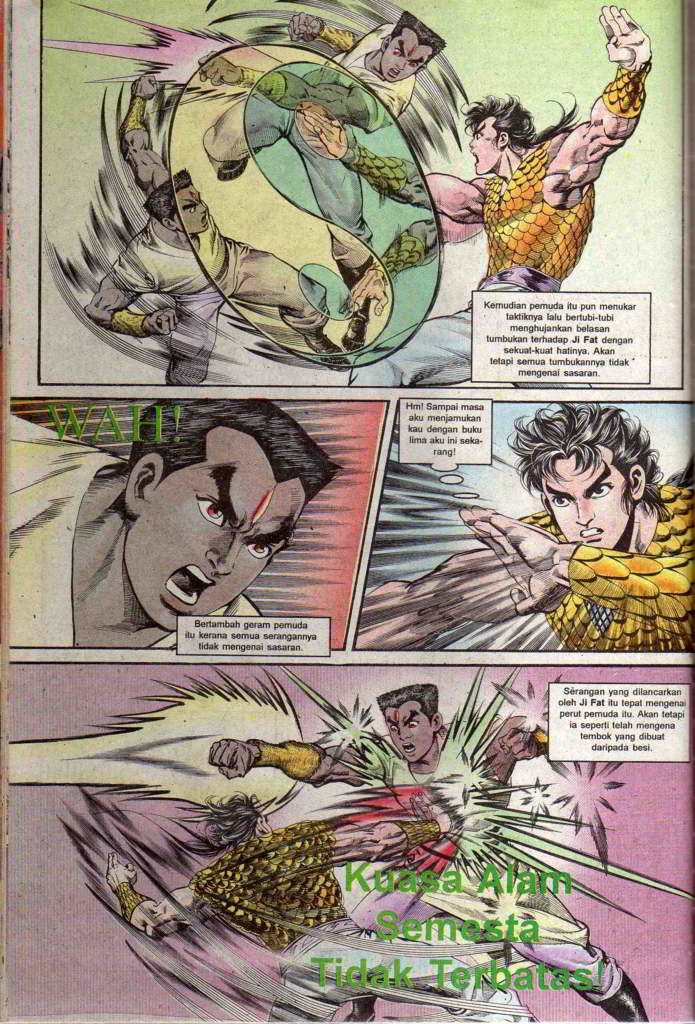 Kemudian pemuda itu pun menukar
taktiknya lalu bertubi-tubi
menghujankan belasan
tumbukan terhadap Ji Fat dengan
sekuat-kuat hatinya. Akan
tetapi semua tumbukannya tidak
mengenai sasaran.
WAH!
Bertambah geram pemuda
itu kerana semua serangannya
tidak mengenai sasaran.
Hm! Sampai masa
aku menjamukan
kau dengan buku
lima aku ini seka-
rang!
Serangan yang dilancarkan
oleh Ji Fat itu tepat mengenai
perut pemuda itu. Akan tetapi
ia seperti telah mengena
tembok yang dibuat
daripada besi.
Kuasa Alam
Semesta
Tidak Terbatas!